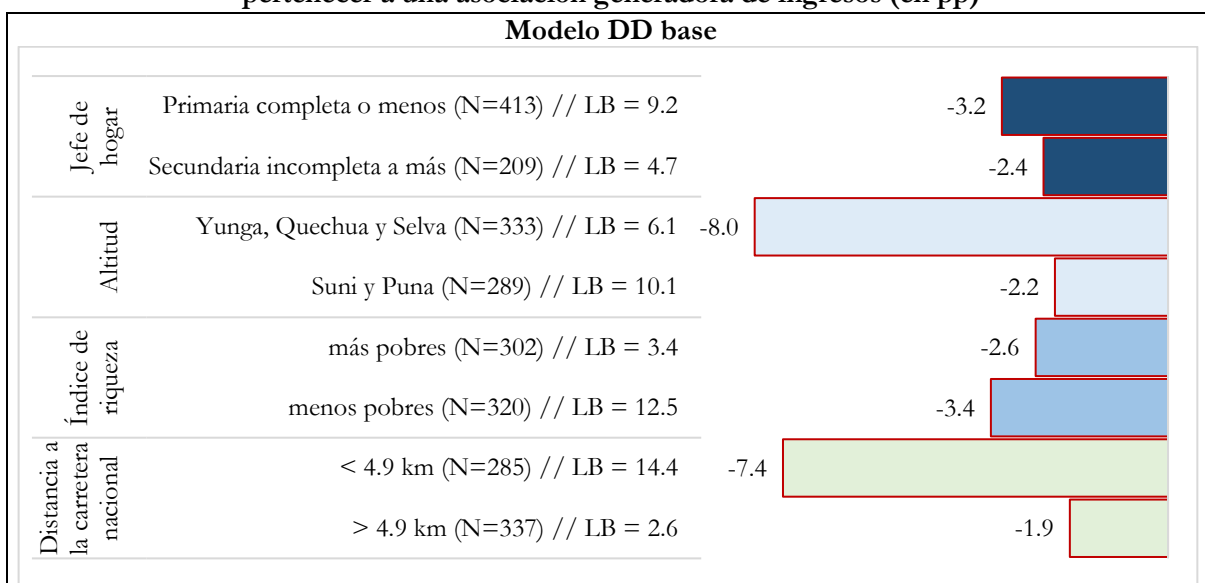 pertenecer a una asociación generadora de ingresos (en pp)
Modelo DD base
Jefe de
hogar
Primaria completa o menos (N=413) // LB = 9.2
-3.2
Secundaria incompleta a más (N=209) // LB = 4.7
-2.4
Altitud
Yunga, Quechua y Selva (N=333) // LB = 6.1
-8.0
Suni y Puna (N=289) // LB = 10.1
-2.2
Índice de
riqueza
más pobres (N=302) // LB = 3.4
-2.6
menos pobres (N=320) // LB = 12.5
-3.4
Distancia a
la carretera
nacional
< 4.9 km (N=285) // LB = 14.4
-7.4
> 4.9 km (N=337) // LB = 2.6
-1.9